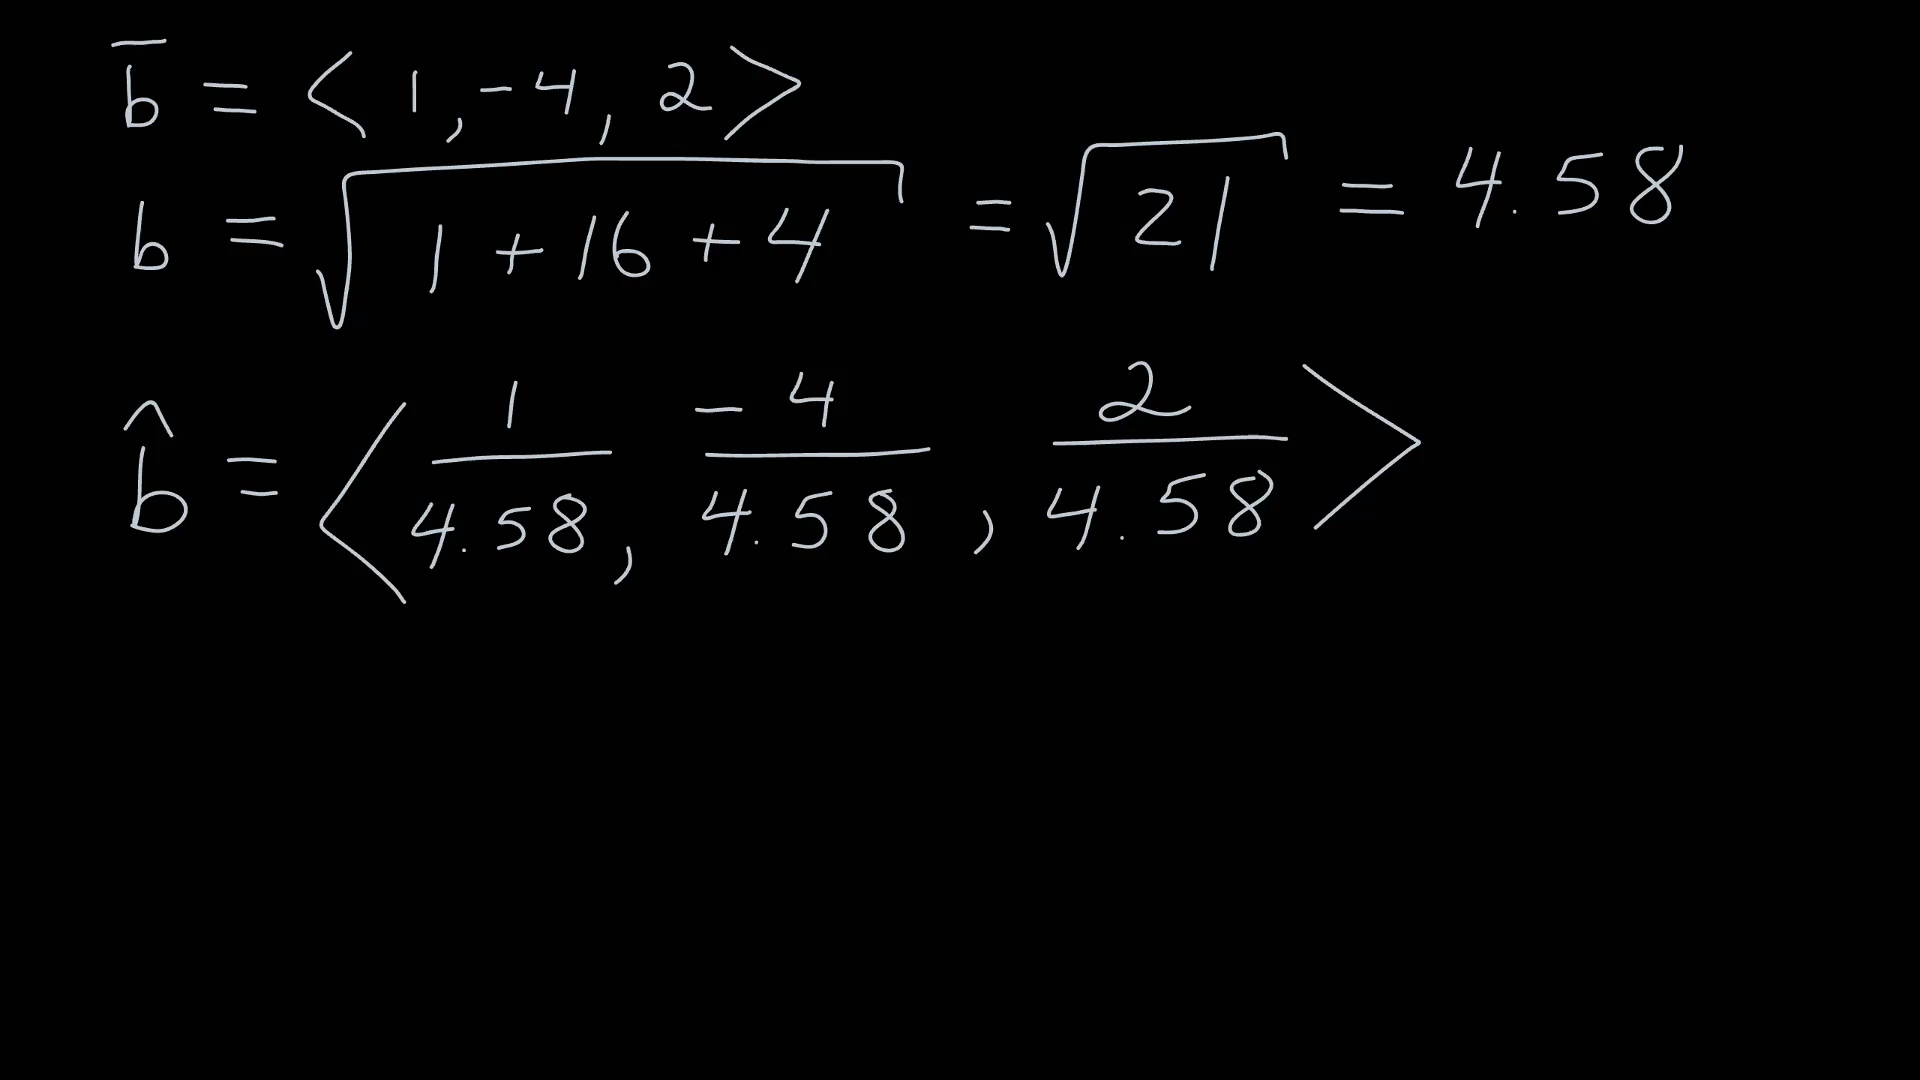 b̅ = <1, -4, 2>
b = √(1 + 16 + 4) = √21 = 4.58
b̂ = <1/4.58, -4/4.58, 2/4.58>